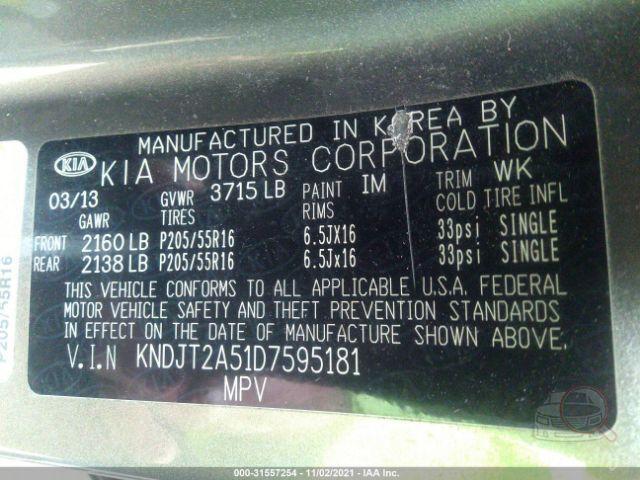 MANUFACTURED IN KOREA BY
KIA KIA MOTORS CORPORATION
03/13 GVWR 3715 LB PAINT IM TRIM WK
GAWR TIRES RIMS COLD TIRE INFL
FRONT 2160 LB P205/55R16 6.5JX16 33psi SINGLE
REAR 2138 LB P205/55R16 6.5Jx16 33psi SINGLE
THIS VEHICLE CONFORMS TO ALL APPLICABLE U.S.A. FEDERAL
MOTOR VEHICLE SAFETY AND THEFT PREVENTION STANDARDS
IN EFFECT ON THE DATE OF MANUFACTURE SHOWN ABOVE.
V.I.N KNDJT2A51D7595181
MPV
P205/55R16
000-31557254 - 11/02/2021 - IAA Inc.